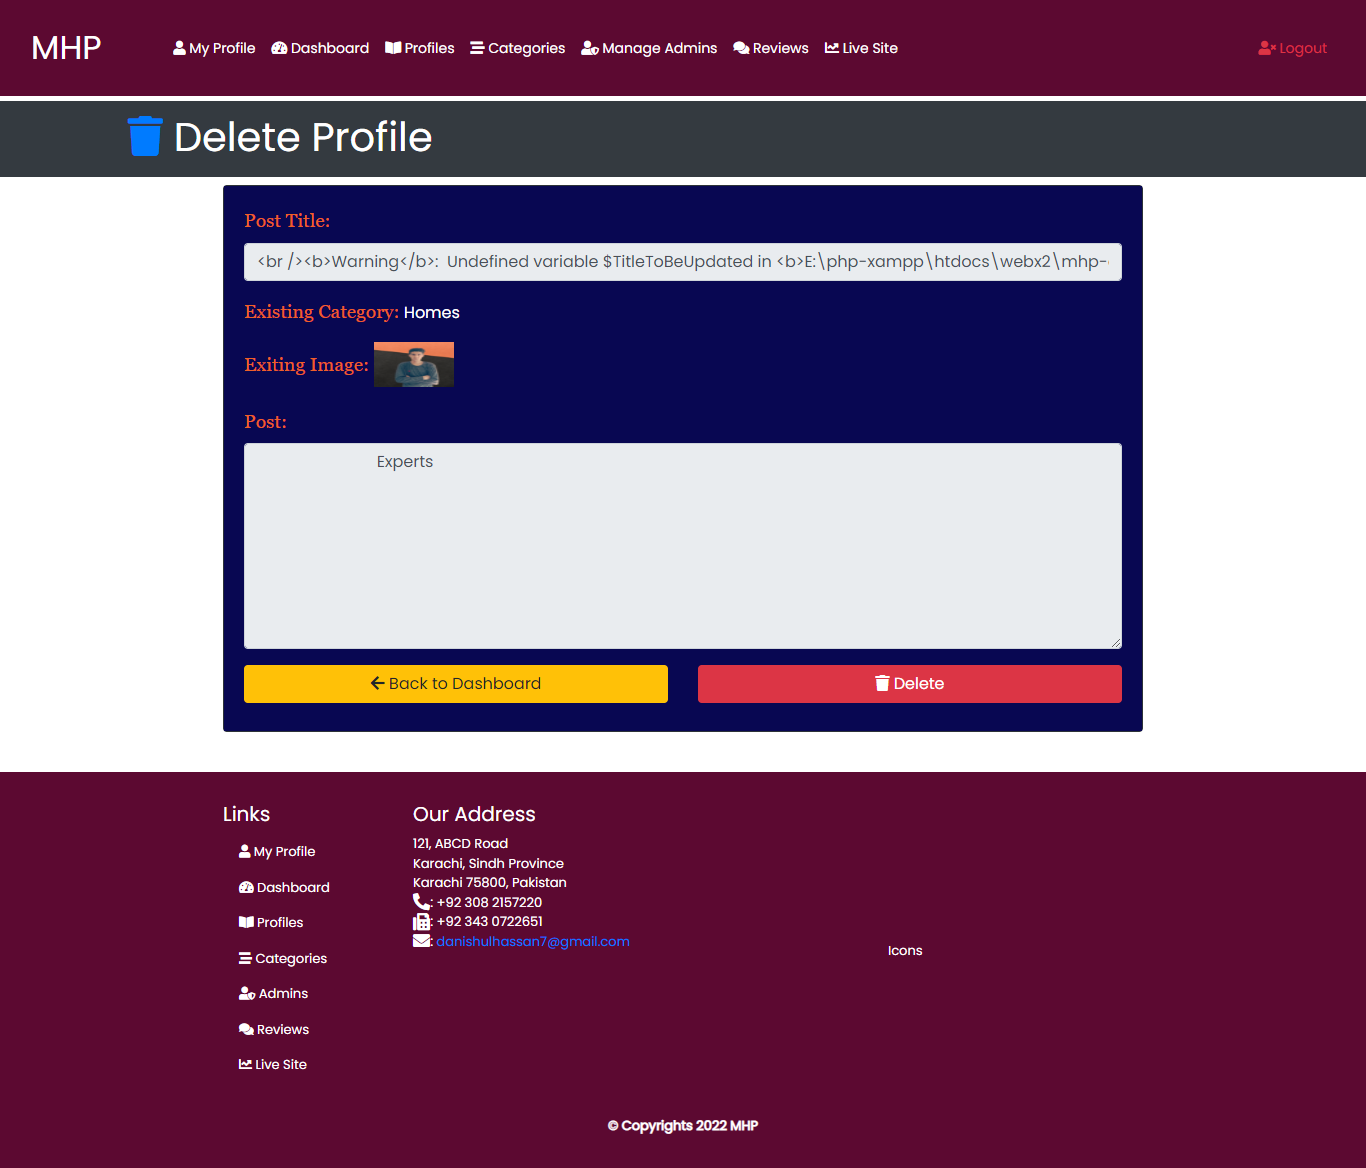 MHP
My Profile Dashboard Profiles Categories Manage Admins Reviews Live Site Logout
Delete Profile
Post Title:
<br /><b>Warning</b>: Undefined variable $TitleToBeUpdated in <b>E:\php-xampp\htdocs\webx2\mhp-
Existing Category: Homes
Exiting Image:
Post:
Experts
Back to Dashboard
Delete
Links
My Profile
Dashboard
Profiles
Categories
Admins
Reviews
Live Site
Our Address
121, ABCD Road
Karachi, Sindh Province
Karachi 75800, Pakistan
: +92 308 2157220
: +92 343 0722651
: danishulhassan7@gmail.com
Icons
© Copyrights 2022 MHP